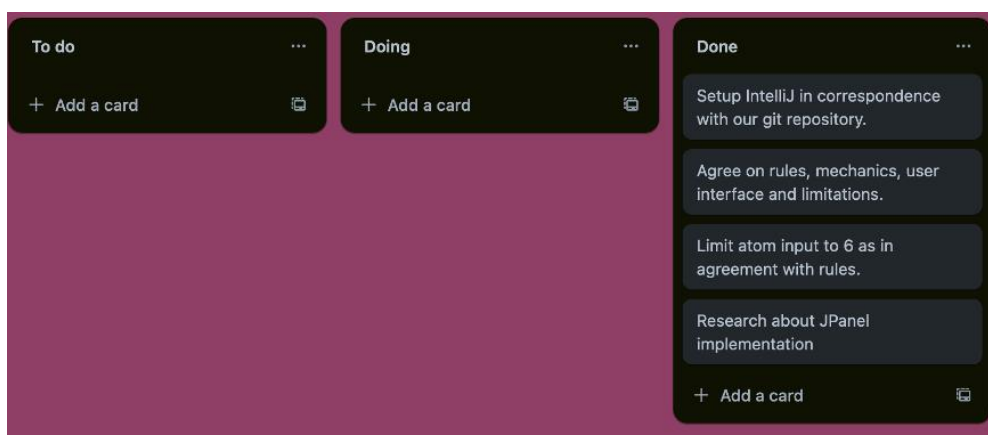 To do
+ Add a card
Doing
+ Add a card
Done
Setup IntelliJ in correspondence
with our git repository.
Agree on rules, mechanics, user
interface and limitations.
Limit atom input to 6 as in
agreement with rules.
Research about JPanel
implementation
+ Add a card